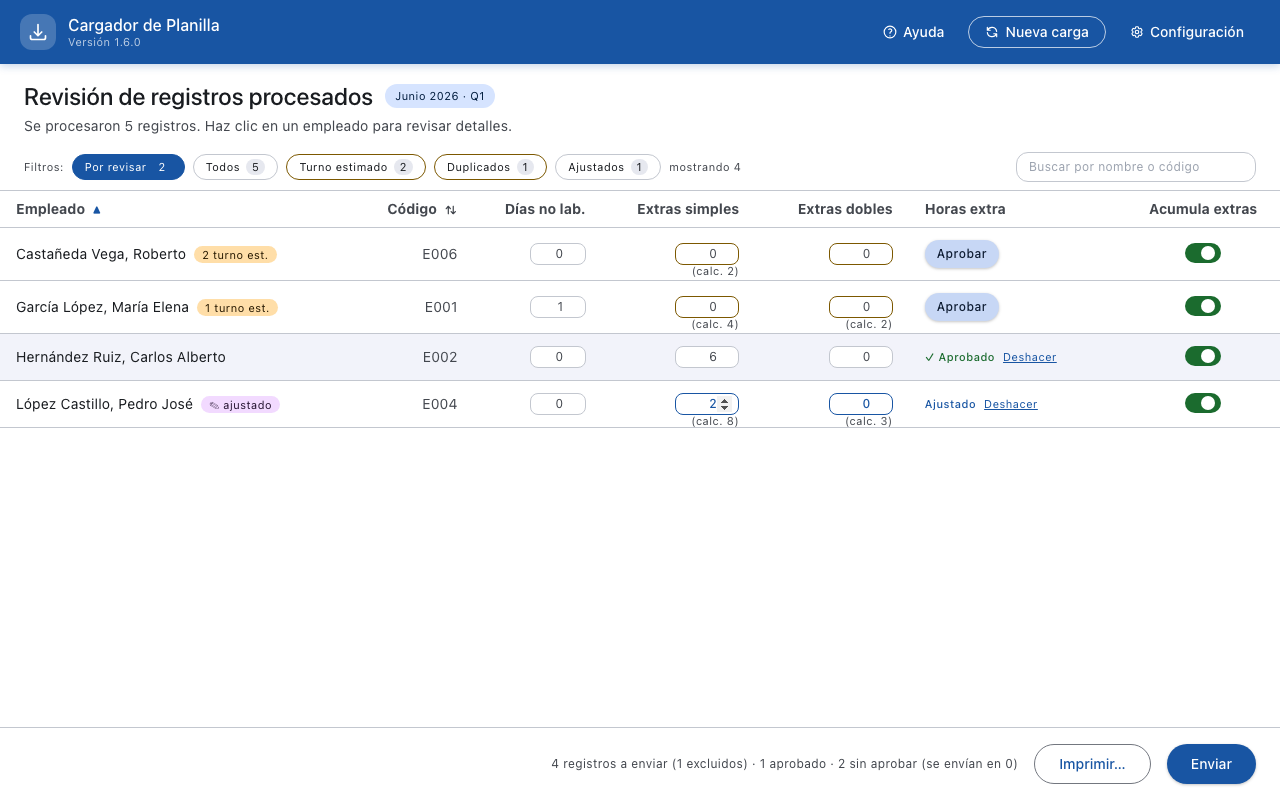 Cargador de Planilla
Versión 1.6.0
Ayuda
Nueva carga
Configuración
Revisión de registros procesados
Junio 2026 · Q1
Se procesaron 5 registros. Haz clic en un empleado para revisar detalles.
Filtros:
Por revisar 2
Todos 5
Turno estimado 2
Duplicados 1
Ajustados 1
mostrando 4
Buscar por nombre o código
Empleado ▲ Código ⇅ Días no lab. Extras simples Extras dobles Horas extra Acumula extras
Castañeda Vega, Roberto 2 turno est. E006 0 0 0 Aprobar
(calc. 2)
García López, María Elena 1 turno est. E001 1 0 0 Aprobar
(calc. 4) (calc. 2)
Hernández Ruiz, Carlos Alberto E002 0 6 0 ✓ Aprobado Deshacer
López Castillo, Pedro José ✎ ajustado E004 0 2 0 Ajustado Deshacer
(calc. 8) (calc. 3)
4 registros a enviar (1 excluidos) · 1 aprobado · 2 sin aprobar (se envían en 0)
Imprimir...
Enviar